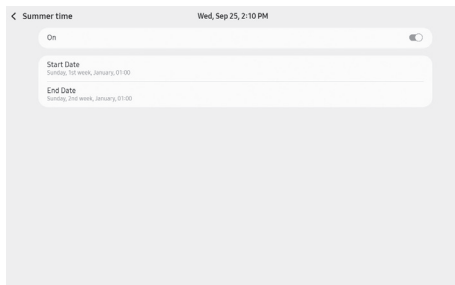 Summer time
Wed, Sep 25, 2:10 PM
On
Start Date
Sunday, 1st week, January, 01:00
End Date
Sunday, 2nd week, January, 01:00